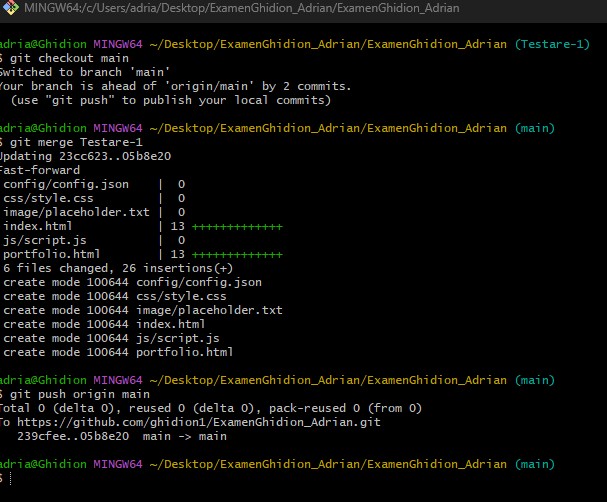 MINGW64:/c/Users/adria/Desktop/ExamenGhidion_Adrian/ExamenGhidion_Adrian
adria@Ghidion MINGW64 ~/Desktop/ExamenGhidion_Adrian/ExamenGhidion_Adrian (Testare-1)
$ git checkout main
Switched to branch 'main'
Your branch is ahead of 'origin/main' by 2 commits.
  (use "git push" to publish your local commits)
adria@Ghidion MINGW64 ~/Desktop/ExamenGhidion_Adrian/ExamenGhidion_Adrian (main)
$ git merge Testare-1
Updating 23cc623..05b8e20
Fast-forward
 config/config.json    |  0
 css/style.css         |  0
 image/placeholder.txt |  0
 index.html            | 13 +++++++++++++
 js/script.js          |  0
 portfolio.html        | 13 +++++++++++++
 6 files changed, 26 insertions(+)
 create mode 100644 config/config.json
 create mode 100644 css/style.css
 create mode 100644 image/placeholder.txt
 create mode 100644 index.html
 create mode 100644 js/script.js
 create mode 100644 portfolio.html
adria@Ghidion MINGW64 ~/Desktop/ExamenGhidion_Adrian/ExamenGhidion_Adrian (main)
$ git push origin main
Total 0 (delta 0), reused 0 (delta 0), pack-reused 0 (from 0)
To https://github.com/ghidion1/ExamenGhidion_Adrian.git
   239cfee..05b8e20  main -> main
adria@Ghidion MINGW64 ~/Desktop/ExamenGhidion_Adrian/ExamenGhidion_Adrian (main)
$